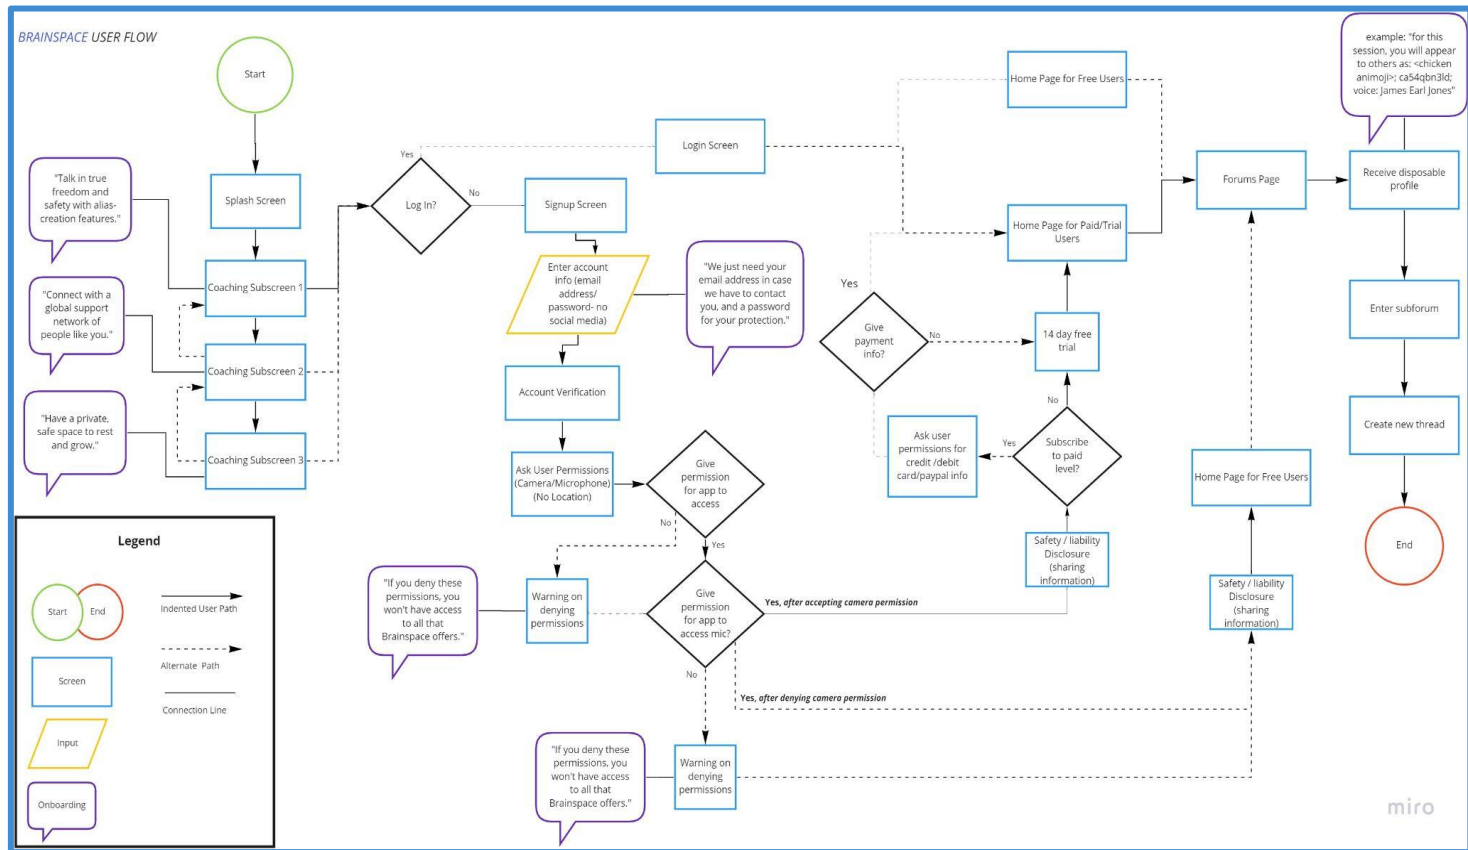 BRAINSPACE USER FLOW
Start
"Talk in true
freedom and
safety with alias-
creation features."
Splash Screen
Coaching Subscreen 1
"Connect with a
global support
network of
people like you."
Coaching Subscreen 2
"Have a private,
safe space to rest
and grow."
Coaching Subscreen 3
Yes
Log In?
No
Login Screen
Signup Screen
Enter account
info (email
address/
password- no
social media)
"We just need your
email address in case
we have to contact
you, and a password
for your protection."
Account Verification
Ask User Permissions
(Camera/Microphone)
(No Location)
Give
permission
for app to
access
No
Yes
"If you deny these
permissions, you
won't have access
to all that
Brainspace offers."
Warning on
denying
permissions
Give
permission
for app to
access mic?
Yes, after accepting camera permission
No
Yes, after denying camera permission
"If you deny these
permissions, you
won't have access
to all that
Brainspace offers."
Warning on
denying
permissions
Home Page for Free Users
Home Page for Paid/Trial
Users
Yes
Give
payment
info?
No
14 day free
trial
No
Ask user
permissions for
credit /debit
card/paypal info
Yes
Subscribe
to paid
level?
Safety / liability
Disclosure
(sharing
information)
Forums Page
Home Page for Free Users
Safety / liability
Disclosure
(sharing
information)
example: "for this
session, you will appear
to others as: <chicken
animoji>; ca54qbn3ld;
voice: James Earl Jones"
Receive disposable
profile
Enter subforum
Create new thread
End
Legend
Start
End
Indented User Path
Screen
Alternate Path
Connection Line
Input
Onboarding
miro